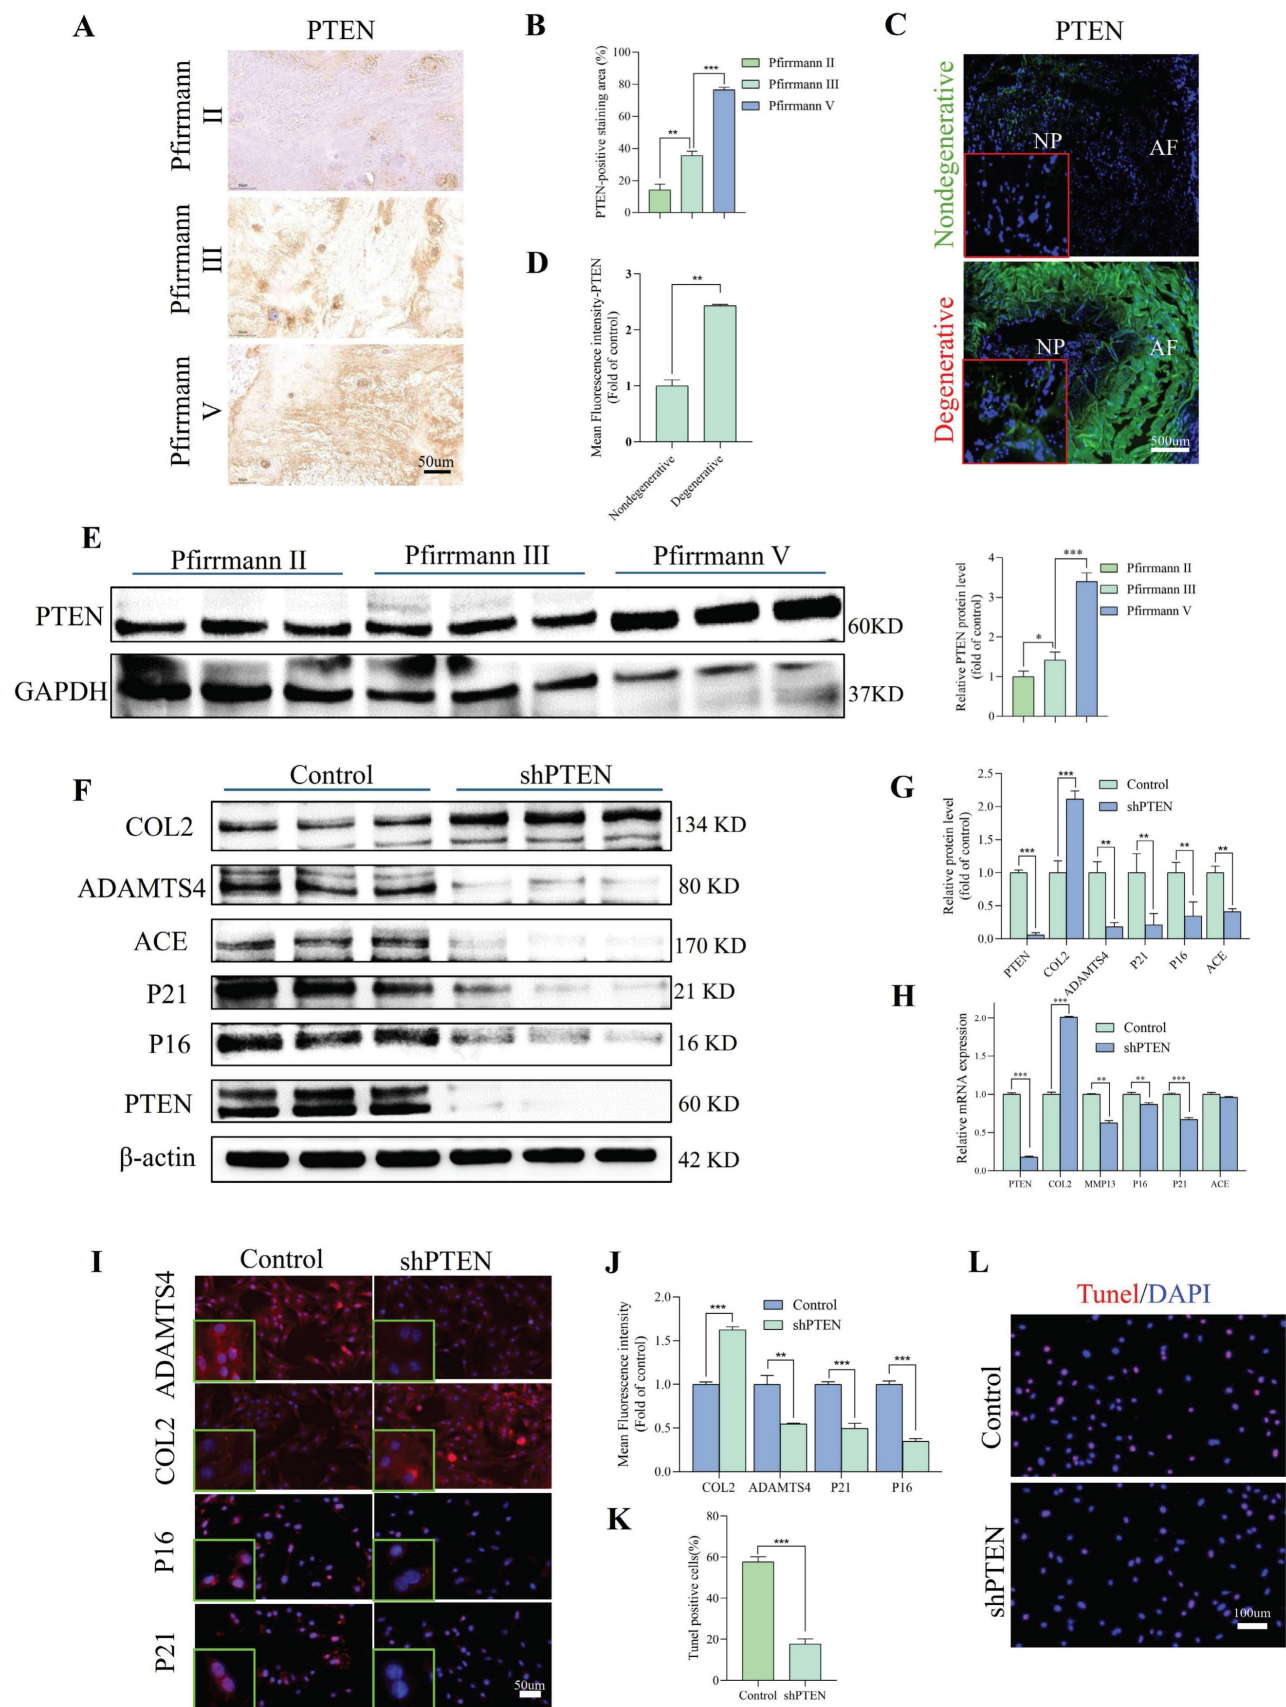 A
PTEN
Pfirrmann
II
Pfirrmann
III
Pfirrmann
V
50um
B
PTEN-positive staining area (%)
100
80
60
40
20
0
**
***
Pfirrmann II
Pfirrmann III
Pfirrmann V
C
PTEN
Nondegenerative
NP
AF
Degenerative
NP
AF
500um
D
Mean Fluorescence intensity-PTEN
(Fold of control)
3
2
1
0
**
Nondegenerative
Degenerative
E
Pfirrmann II
Pfirrmann III
Pfirrmann V
PTEN
60KD
GAPDH
37KD
Relative PTEN protein level
(fold of control)
4
3
2
1
0
*
***
Pfirrmann II
Pfirrmann III
Pfirrmann V
F
Control
shPTEN
COL2
134 KD
ADAMTS4
80 KD
ACE
170 KD
P21
21 KD
P16
16 KD
PTEN
60 KD
β-actin
42 KD
G
Relative protein level
(fold of control)
2.5
2.0
1.5
1.0
0.5
0.0
***
***
**
**
**
**
Control
shPTEN
PTEN
COL2
ADAMTS4
P21
P16
ACE
H
Relative mRNA expression
2.0
1.5
1.0
0.5
0.0
***
***
**
**
***
Control
shPTEN
PTEN
COL2
MMP13
P16
P21
ACE
I
Control
shPTEN
ADAMTS4
COL2
P16
P21
50um
J
Mean Fluorescence intensity
(Fold of control)
2.0
1.5
1.0
0.5
0.0
***
**
***
***
Control
shPTEN
COL2
ADAMTS4
P21
P16
K
Tunel positive cells(%)
80
60
40
20
0
***
Control
shPTEN
L
Tunel/DAPI
Control
shPTEN
100um